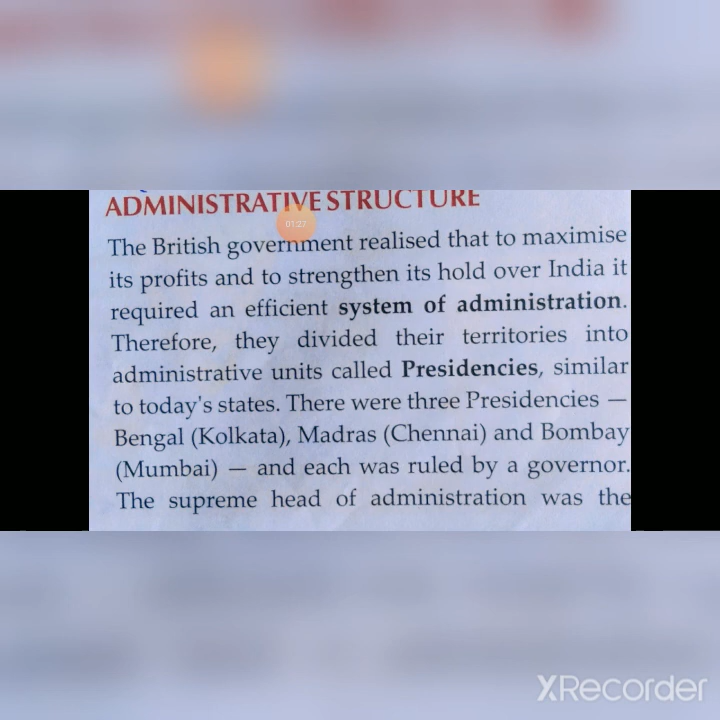 ADMINISTRATIVE STRUCTURE
01:27
The British government realised that to maximise
its profits and to strengthen its hold over India it
required an efficient system of administration.
Therefore, they divided their territories into
administrative units called Presidencies, similar
to today's states. There were three Presidencies —
Bengal (Kolkata), Madras (Chennai) and Bombay
(Mumbai) — and each was ruled by a governor.
The supreme head of administration was the
XRecorder